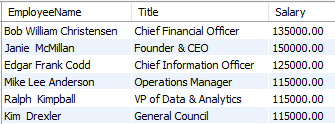 EmployeeName Title Salary
Bob William Christensen Chief Financial Officer 135000.00
Janie  McMillan Founder & CEO 150000.00
Edgar Frank Codd Chief Information Officer 125000.00
Mike Lee Anderson Operations Manager 115000.00
Ralph  Kimpball VP of Data & Analytics 115000.00
Kim  Drexler General Council 115000.00